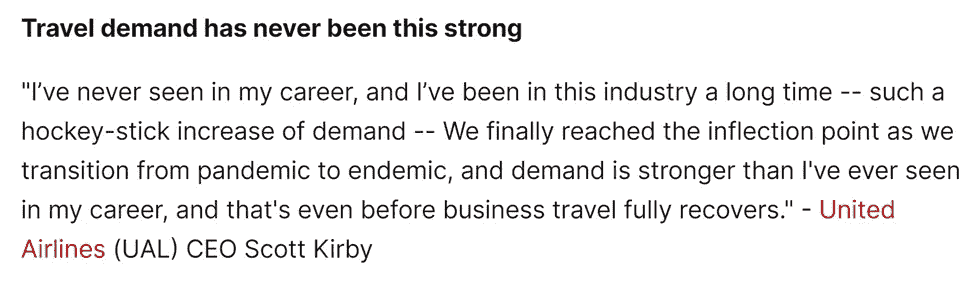 Travel demand has never been this strong
"I’ve never seen in my career, and I’ve been in this industry a long time -- such a
hockey-stick increase of demand -- We finally reached the inflection point as we
transition from pandemic to endemic, and demand is stronger than I've ever seen
in my career, and that's even before business travel fully recovers." - United
Airlines (UAL) CEO Scott Kirby